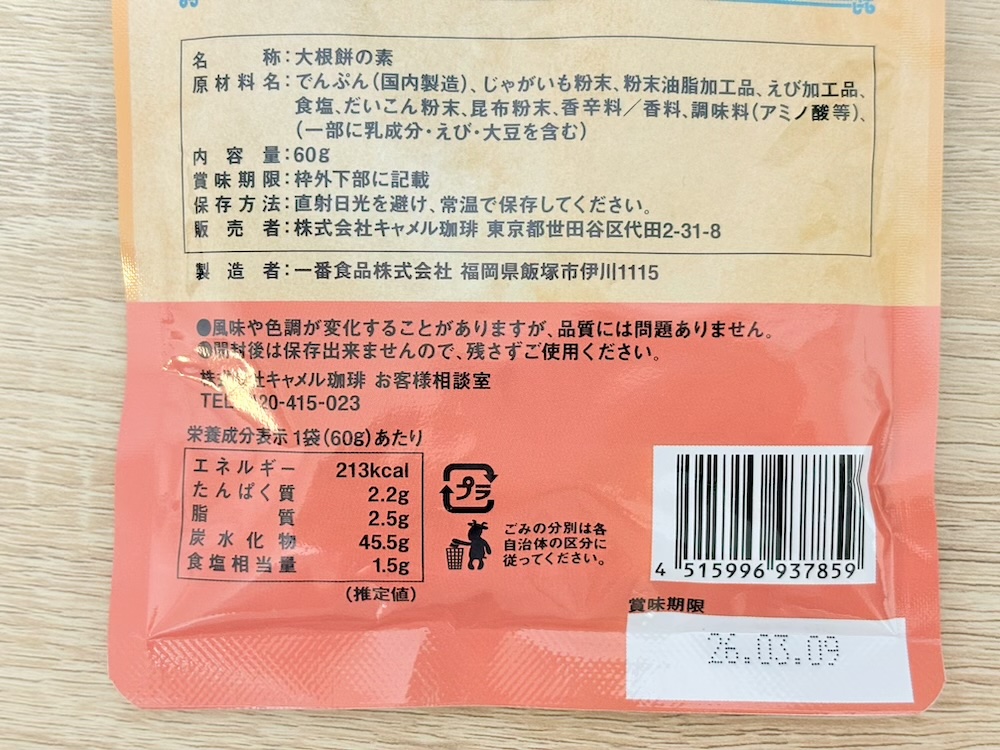 名称：大根餅の素
原材料名：でんぷん（国内製造）、じゃがいも粉末、粉末油脂加工品、えび加工品、
食塩、だいこん粉末、昆布粉末、香辛料／香料、調味料（アミノ酸等）、
（一部に乳成分・えび・大豆を含む）
内容量：60g
賞味期限：枠外下部に記載
保存方法：直射日光を避け、常温で保存してください。
販売者：株式会社キャメル珈琲 東京都世田谷区代田2-31-8
製造者：一番食品株式会社 福岡県飯塚市伊川1115
●風味や色調が変化することがありますが、品質には問題ありません。
●開封後は保存出来ませんので、残さずご使用ください。
株式会社キャメル珈琲 お客様相談室
TEL 20-415-023
栄養成分表示 1袋（60g）あたり
エネルギー 213kcal
たんぱく質 2.2g
脂質 2.5g
炭水化物 45.5g
食塩相当量 1.5g
（推定値）
プラ
ごみの分別は各
自治体の区分に
従ってください。
4 515996 937859
賞味期限
26.03.09